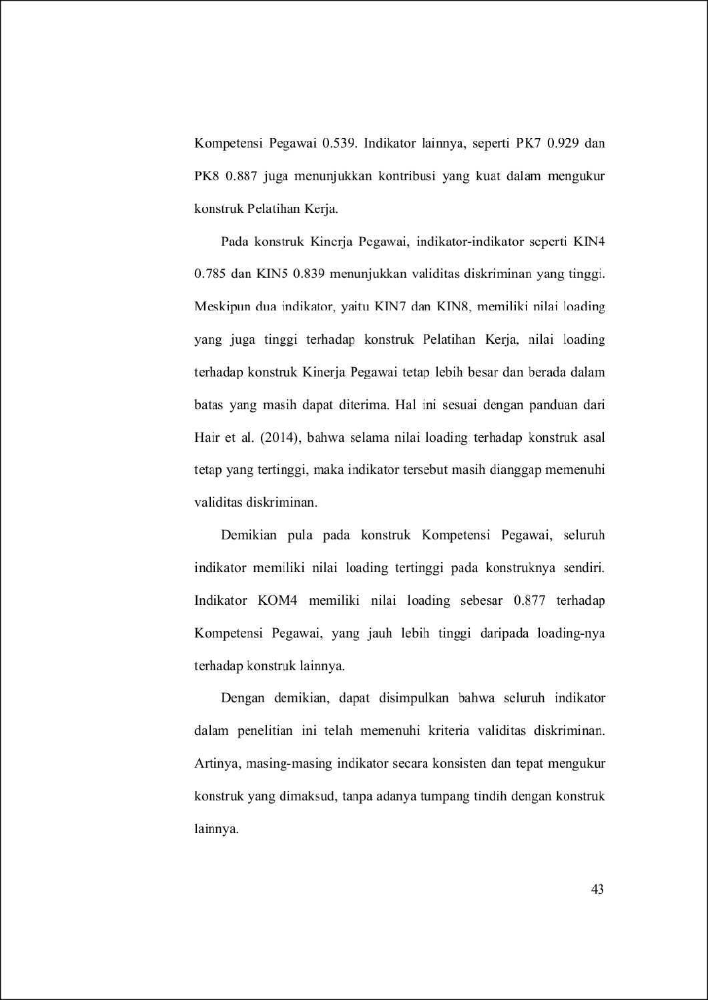 Kompetensi Pegawai 0.539. Indikator lainnya, seperti PK7 0.929 dan
PK8 0.887 juga menunjukkan kontribusi yang kuat dalam mengukur
konstruk Pelatihan Kerja.
Pada konstruk Kinerja Pegawai, indikator-indikator seperti KIN4
0.785 dan KIN5 0.839 menunjukkan validitas diskriminan yang tinggi.
Meskipun dua indikator, yaitu KIN7 dan KIN8, memiliki nilai loading
yang juga tinggi terhadap konstruk Pelatihan Kerja, nilai loading
terhadap konstruk Kinerja Pegawai tetap lebih besar dan berada dalam
batas yang masih dapat diterima. Hal ini sesuai dengan panduan dari
Hair et al. (2014), bahwa selama nilai loading terhadap konstruk asal
tetap yang tertinggi, maka indikator tersebut masih dianggap memenuhi
validitas diskriminan.
Demikian pula pada konstruk Kompetensi Pegawai, seluruh
indikator memiliki nilai loading tertinggi pada konstruknya sendiri.
Indikator KOM4 memiliki nilai loading sebesar 0.877 terhadap
Kompetensi Pegawai, yang jauh lebih tinggi daripada loading-nya
terhadap konstruk lainnya.
Dengan demikian, dapat disimpulkan bahwa seluruh indikator
dalam penelitian ini telah memenuhi kriteria validitas diskriminan.
Artinya, masing-masing indikator secara konsisten dan tepat mengukur
konstruk yang dimaksud, tanpa adanya tumpang tindih dengan konstruk
lainnya.
43